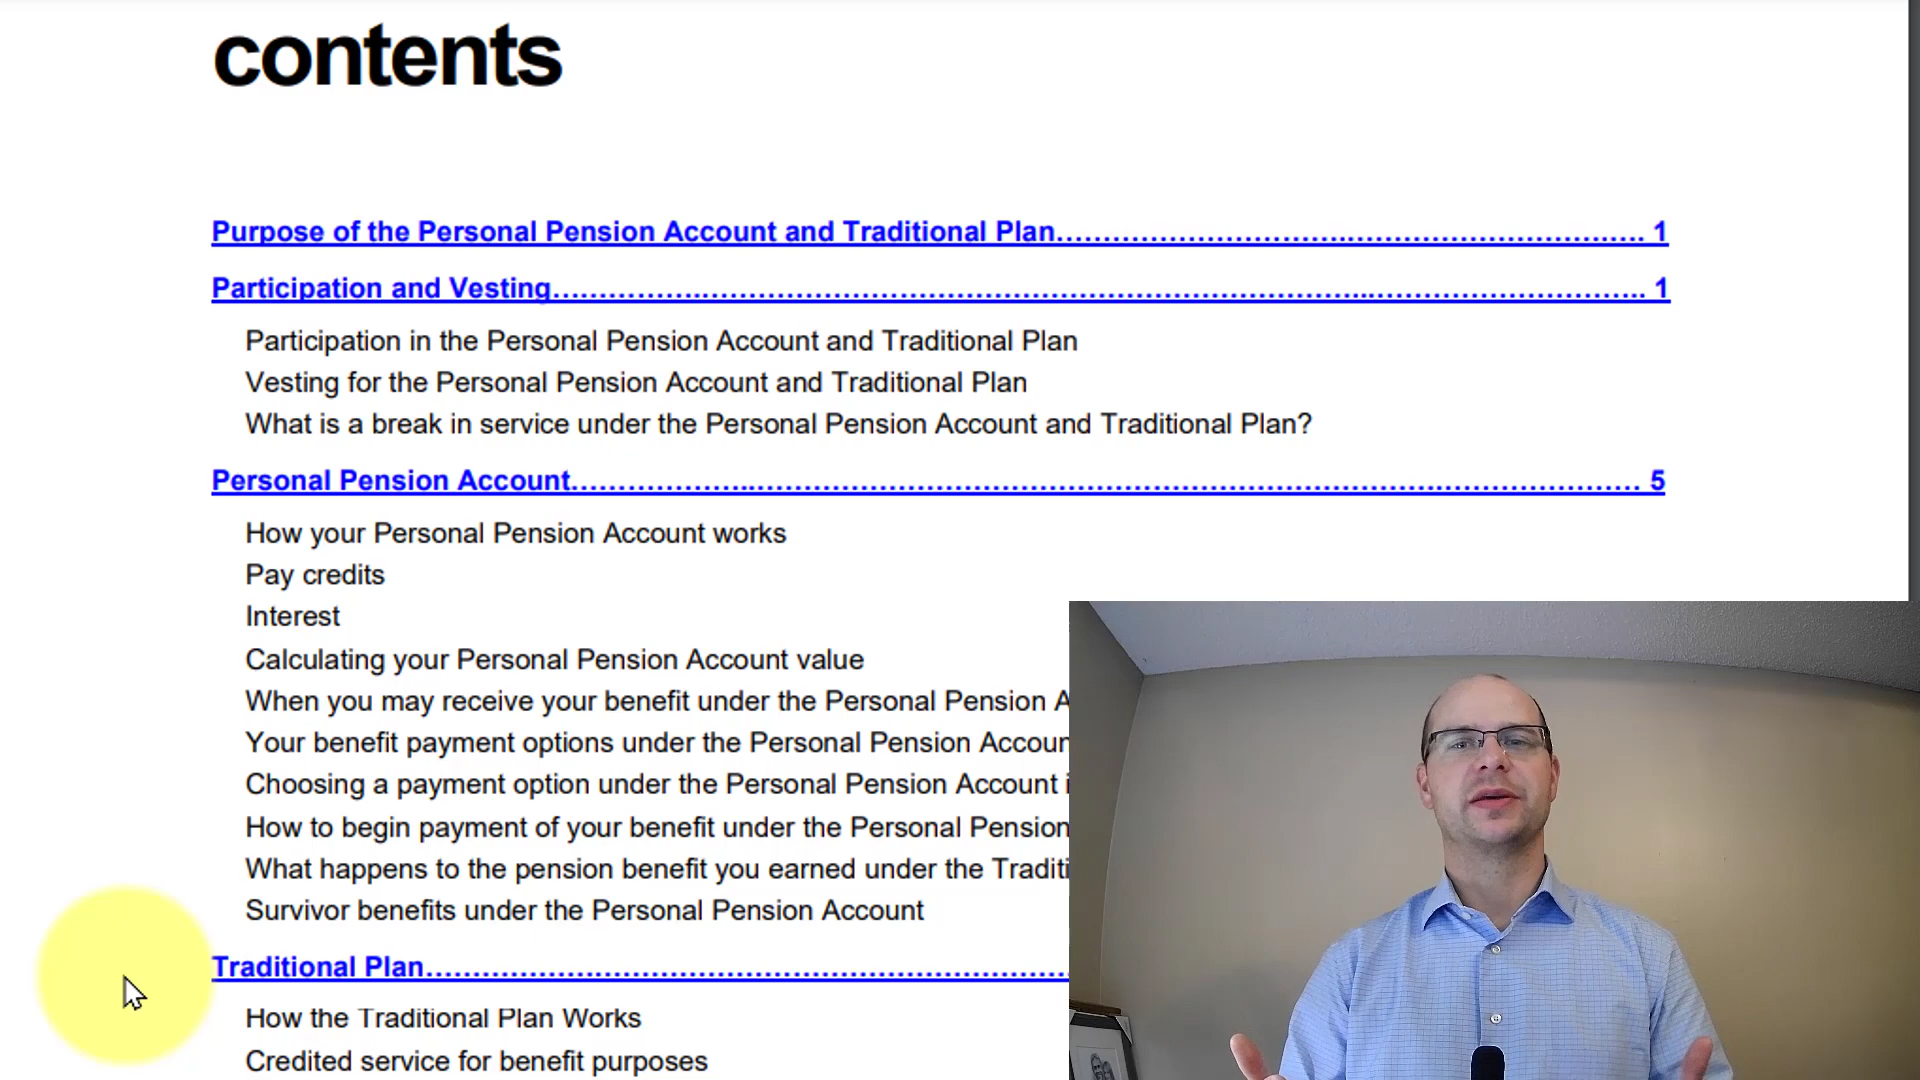 contents
Purpose of the Personal Pension Account and Traditional Plan................................................................. 1
Participation and Vesting................................................................................................................... 1
Participation in the Personal Pension Account and Traditional Plan
Vesting for the Personal Pension Account and Traditional Plan
What is a break in service under the Personal Pension Account and Traditional Plan?
Personal Pension Account................................................................................................................. 5
How your Personal Pension Account works
Pay credits
Interest
Calculating your Personal Pension Account value
When you may receive your benefit under the Personal Pension A
Your benefit payment options under the Personal Pension Accoun
Choosing a payment option under the Personal Pension Account i
How to begin payment of your benefit under the Personal Pension
What happens to the pension benefit you earned under the Traditi
Survivor benefits under the Personal Pension Account
Traditional Plan....................................................................
How the Traditional Plan Works
Credited service for benefit purposes